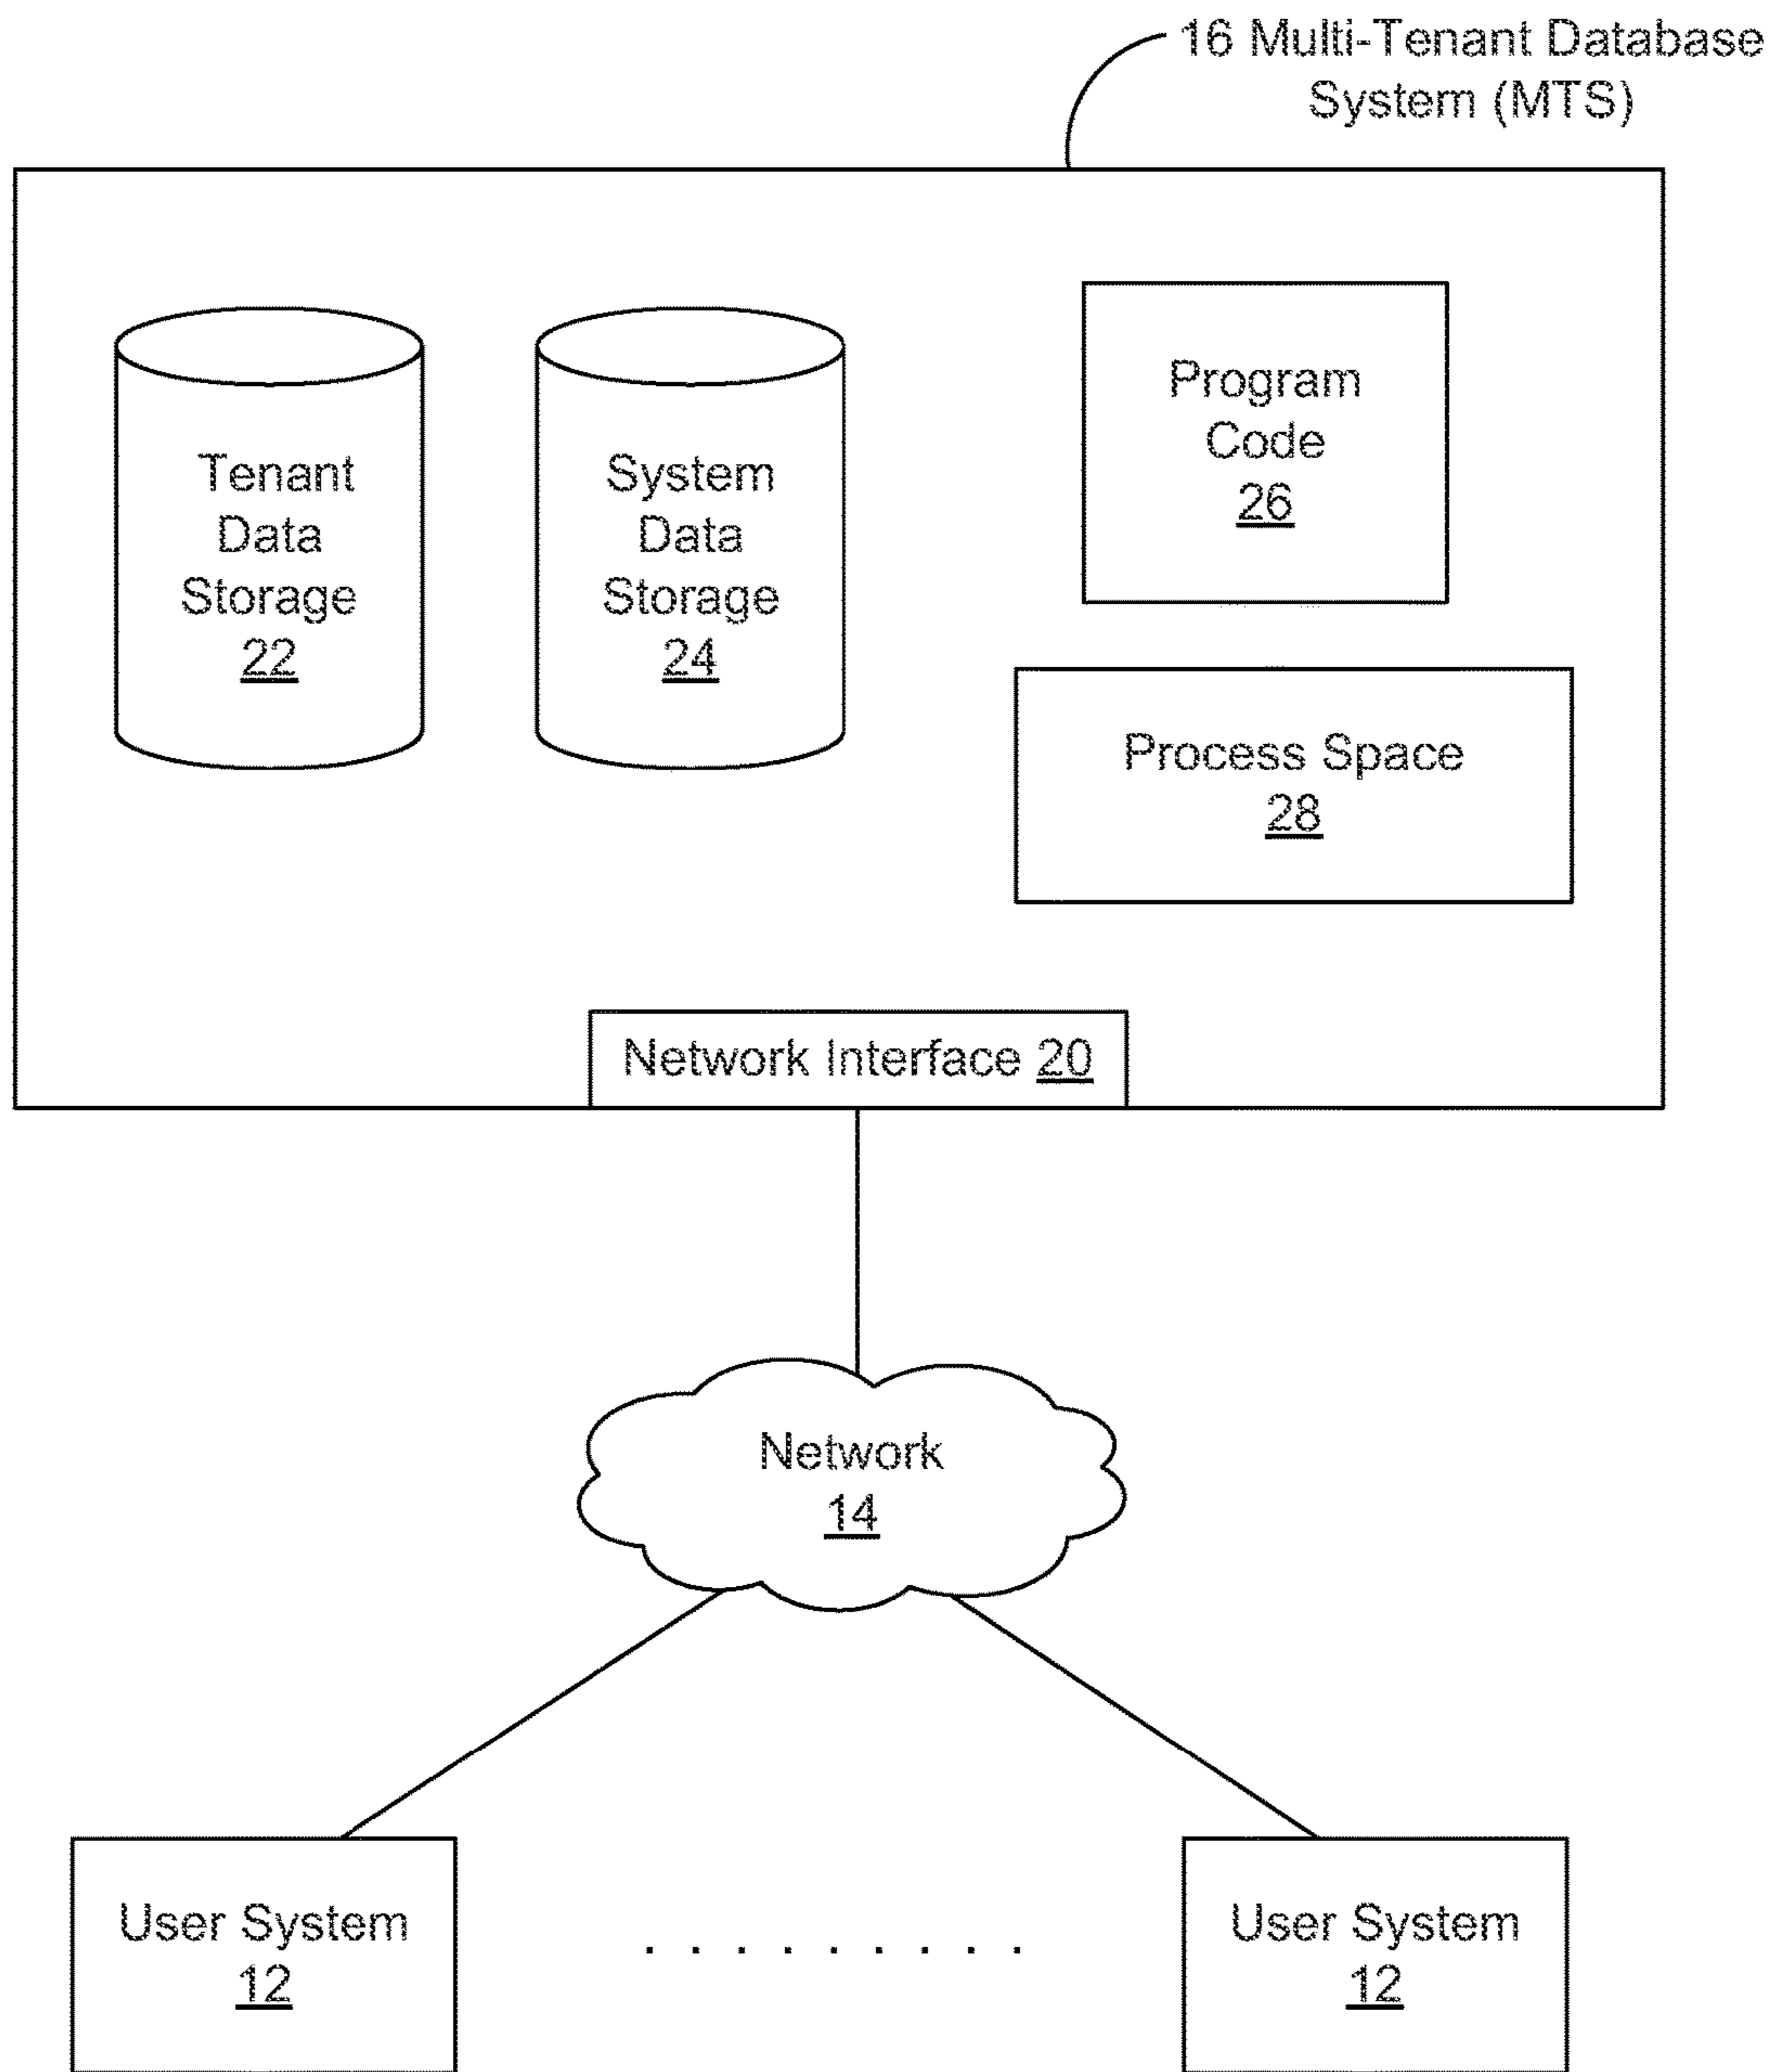 16 Multi-Tenant Database
System (MTS)
Tenant
Data
Storage
22
System
Data
Storage
24
Program
Code
26
Process Space
28
Network Interface 20
Network
14
User System
12
. . . . . . . . .
User System
12